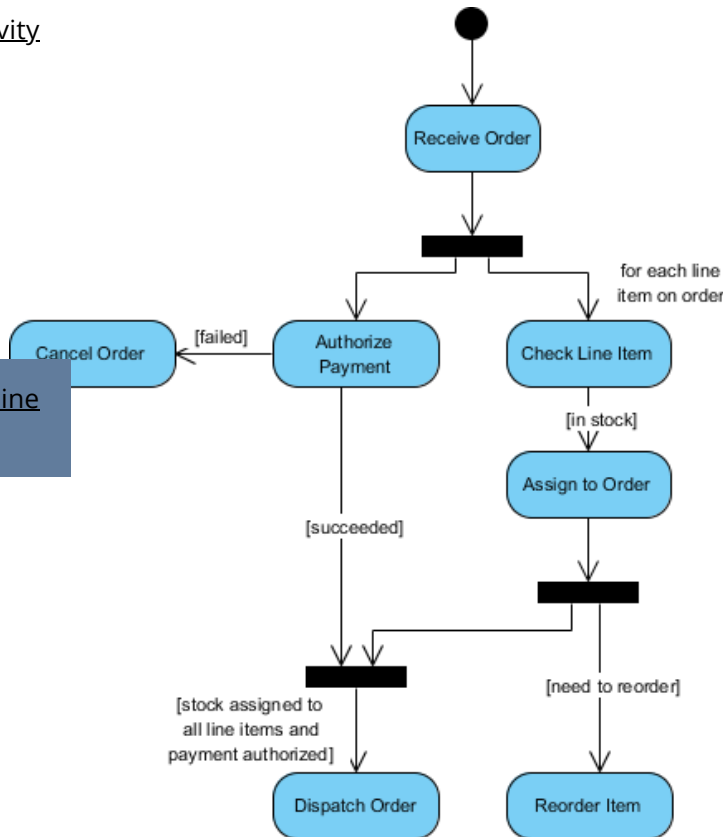 vity
Receive Order
for each line
item on order
[failed]
Cancel Order
Authorize
Payment
Check Line Item
ine
[in stock]
Assign to Order
[succeeded]
[need to reorder]
[stock assigned to
all line items and
payment authorized]
Dispatch Order
Reorder Item